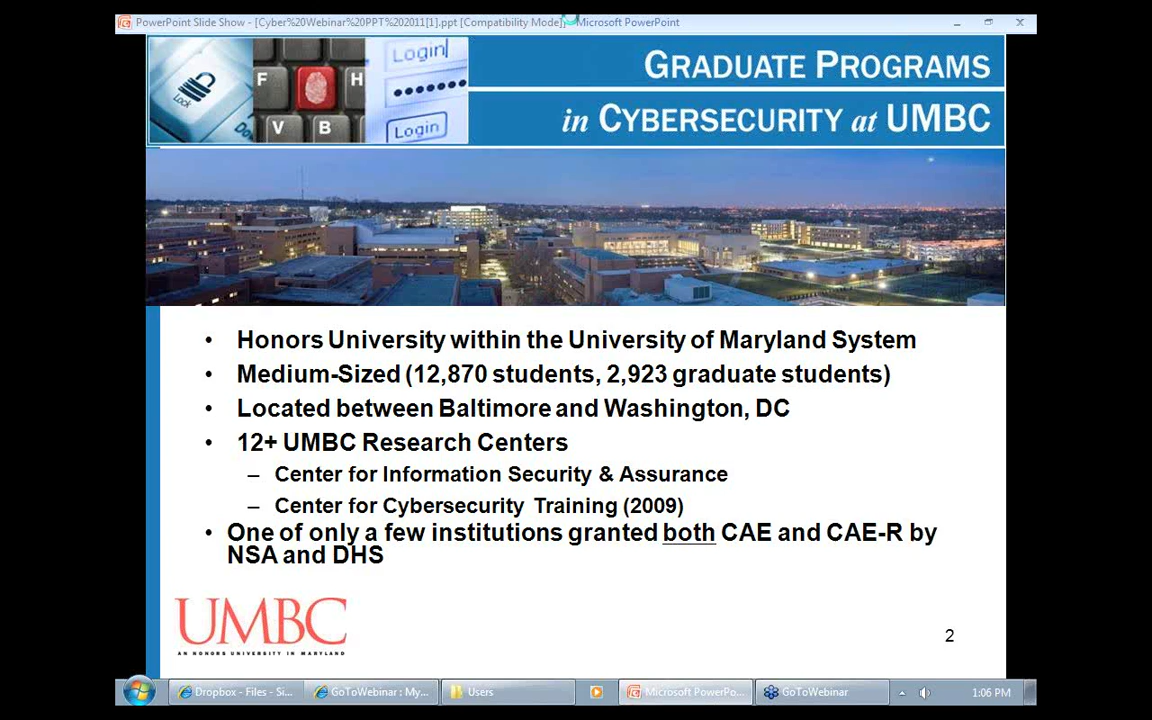 PowerPoint Slide Show - [Cyber%20Webinar%20PPT%202011[1].ppt [Compatibility Mode]] - Microsoft PowerPoint
Lock
F
H
V
B
Login
Login
GRADUATE PROGRAMS
in CYBERSECURITY at UMBC
• Honors University within the University of Maryland System
• Medium-Sized (12,870 students, 2,923 graduate students)
• Located between Baltimore and Washington, DC
• 12+ UMBC Research Centers
– Center for Information Security & Assurance
– Center for Cybersecurity Training (2009)
• One of only a few institutions granted both CAE and CAE-R by
NSA and DHS
UMBC
AN HONORS UNIVERSITY IN MARYLAND
2
Dropbox - Files - Si... GoToWebinar : My... Users Microsoft PowerPo... GoToWebinar 1:06 PM